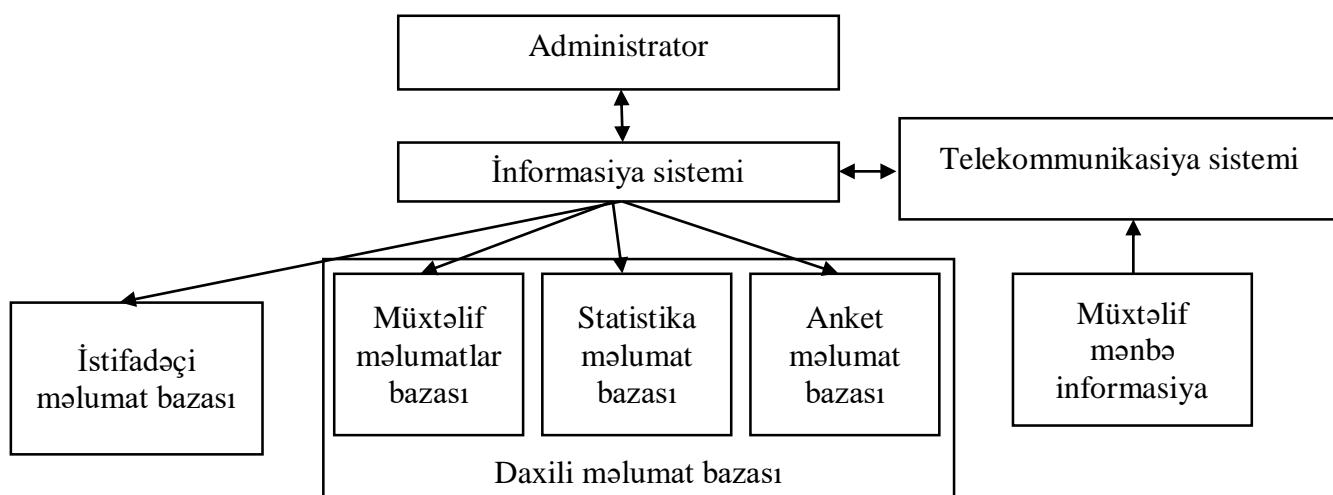 Administrator
İnformasiya sistemi
Telekommunikasiya sistemi
İstifadəçi
məlumat bazası
Müxtəlif
məlumatlar
bazası
Statistika
məlumat
bazası
Anket
məlumat
bazası
Müxtəlif
mənbə
informasiya
Daxili məlumat bazası